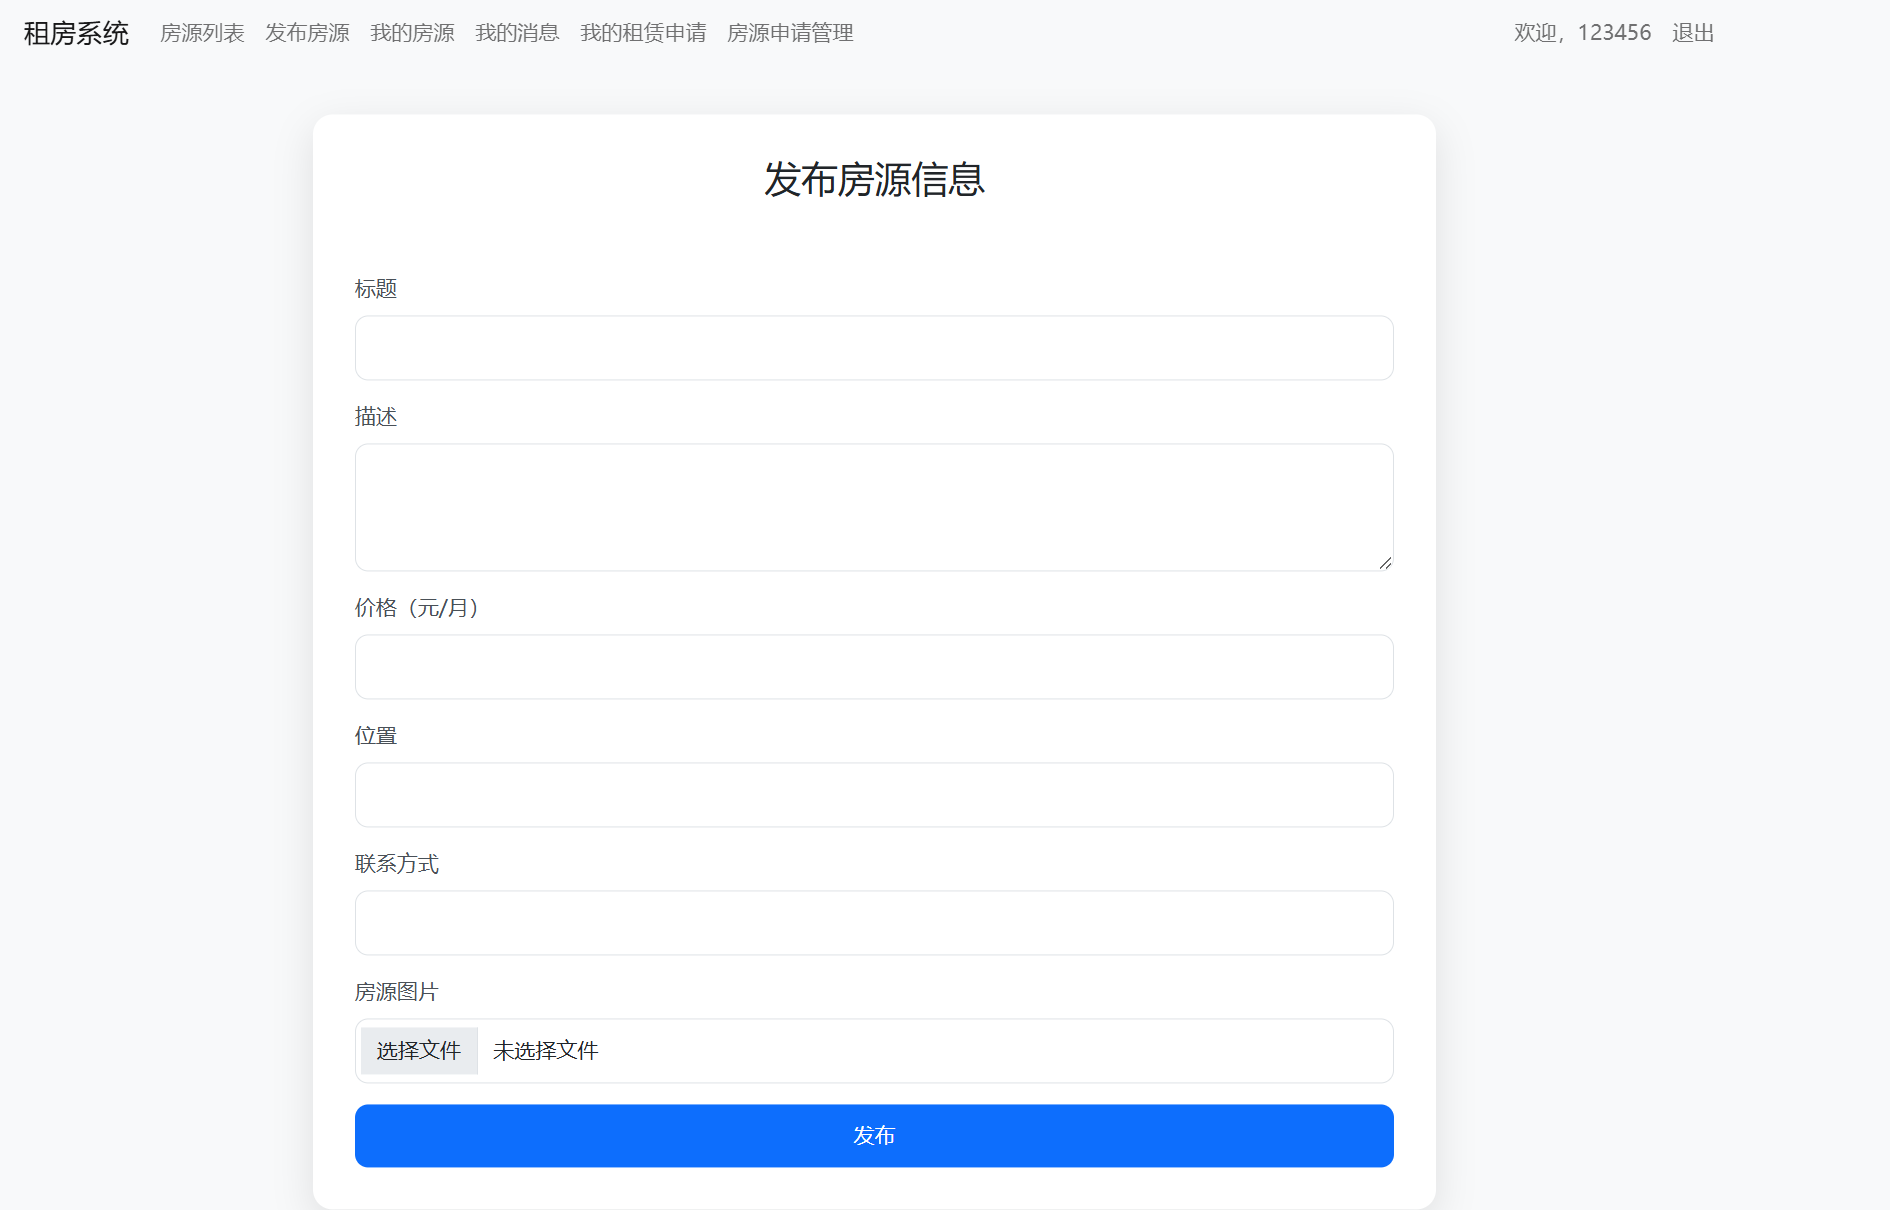 租房系统 房源列表 发布房源 我的房源 我的消息 我的租赁申请 房源申请管理 欢迎，123456 退出
发布房源信息
标题
描述
价格（元/月）
位置
联系方式
房源图片
选择文件 未选择文件
发布